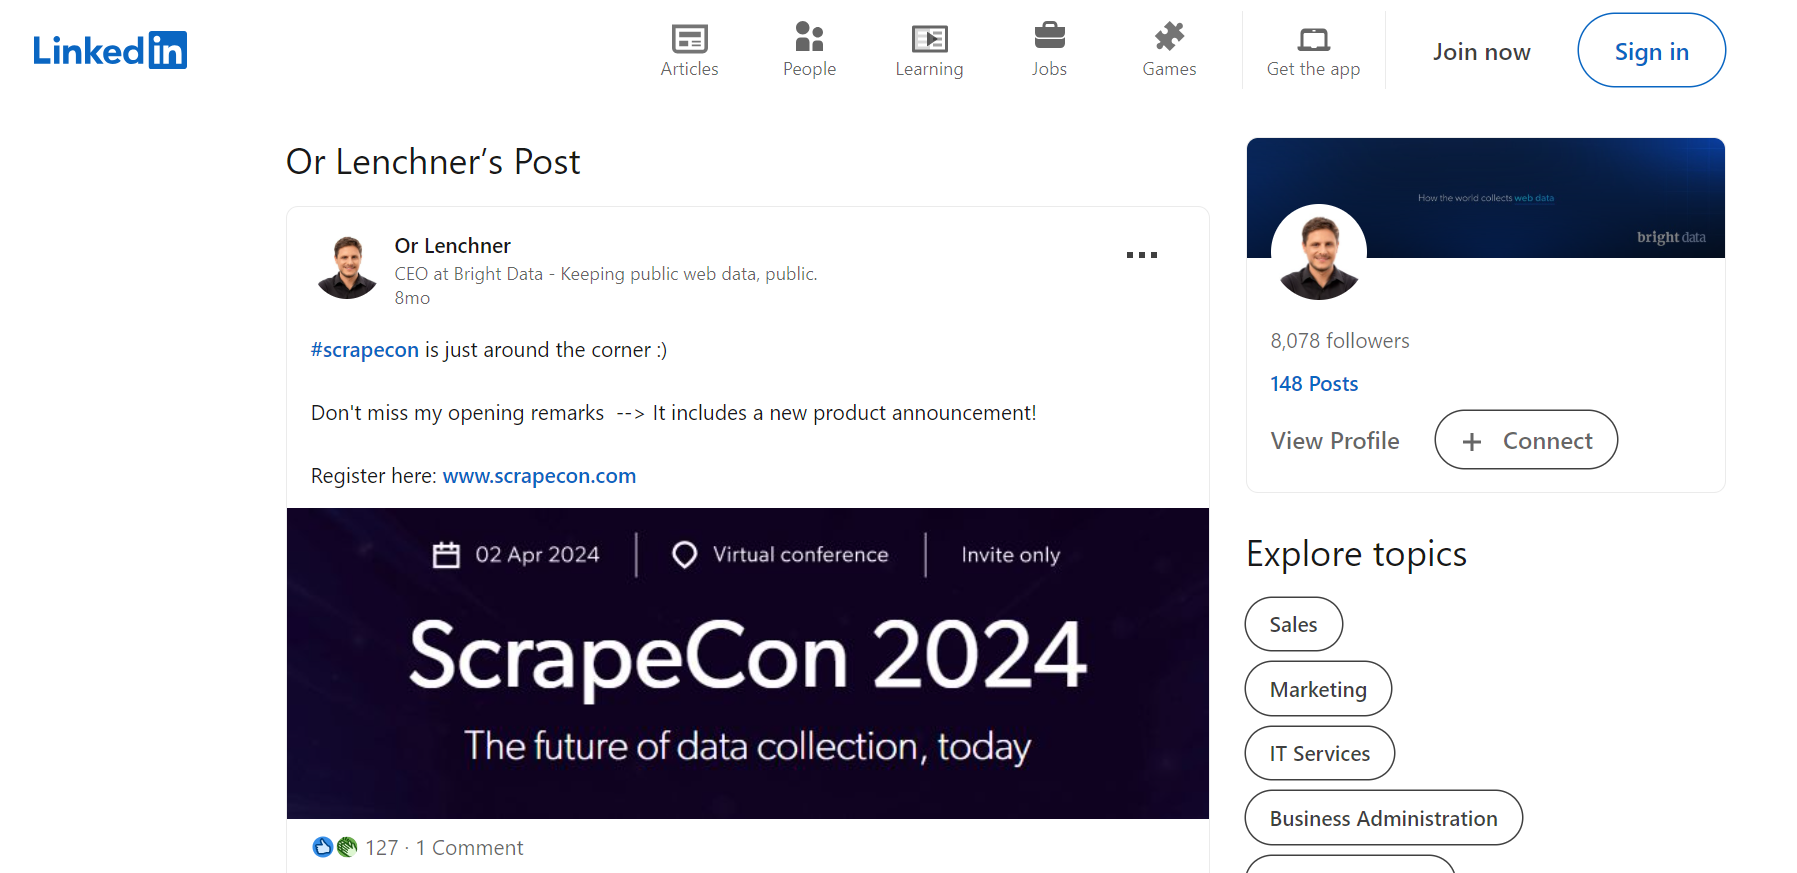 Linked in
Articles
People
Learning
Jobs
Games
Get the app
Join now
Sign in
Or Lenchner’s Post
Or Lenchner
CEO at Bright Data - Keeping public web data, public.
8mo
#scrapecon is just around the corner :)
Don't miss my opening remarks --> It includes a new product announcement!
Register here: www.scrapecon.com
02 Apr 2024
Virtual conference
Invite only
ScrapeCon 2024
The future of data collection, today
127 · 1 Comment
How the world collects web data
bright data
8,078 followers
148 Posts
View Profile
+ Connect
Explore topics
Sales
Marketing
IT Services
Business Administration